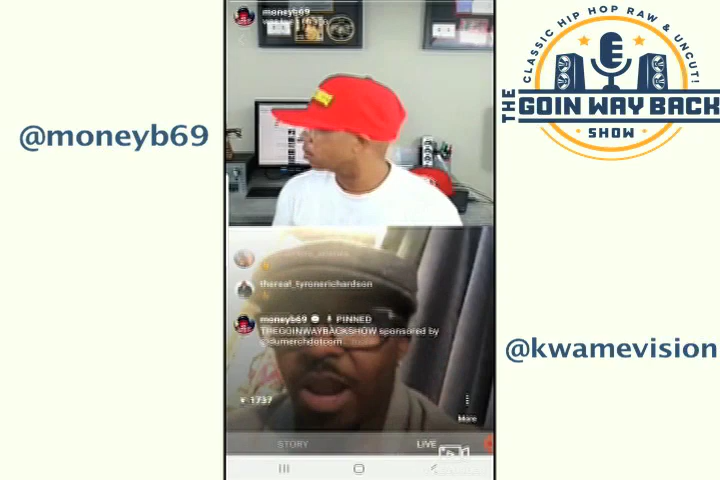 moneyb69
@moneyb69
CLASSIC HIP HOP RAW & UNCUT!
THE
GOIN WAY BACK
SHOW
thereal_tyronerichardson
moneyb69 PINNED
THEGOINWAYBACKSHOW sponsored by
1737
More
STORY
LIVE
@kwamevision